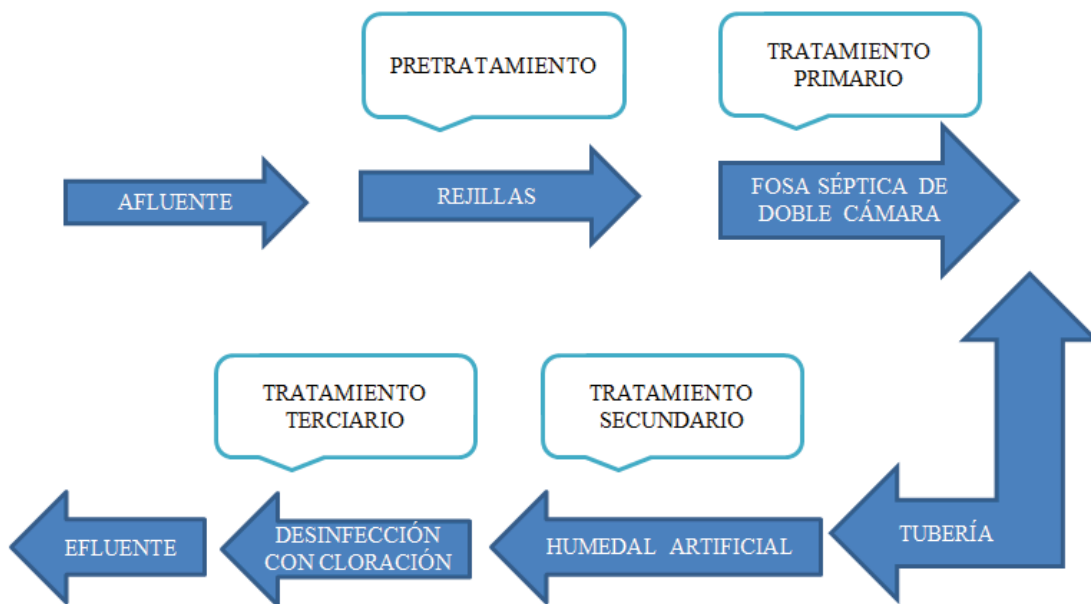 PRETRATAMIENTO
TRATAMIENTO
PRIMARIO
AFLUENTE
REJILLAS
FOSA SÉPTICA DE
DOBLE CÁMARA
TUBERÍA
TRATAMIENTO
SECUNDARIO
HUMEDAL ARTIFICIAL
TRATAMIENTO
TERCIARIO
DESINFECCIÓN
CON CLORACIÓN
EFLUENTE